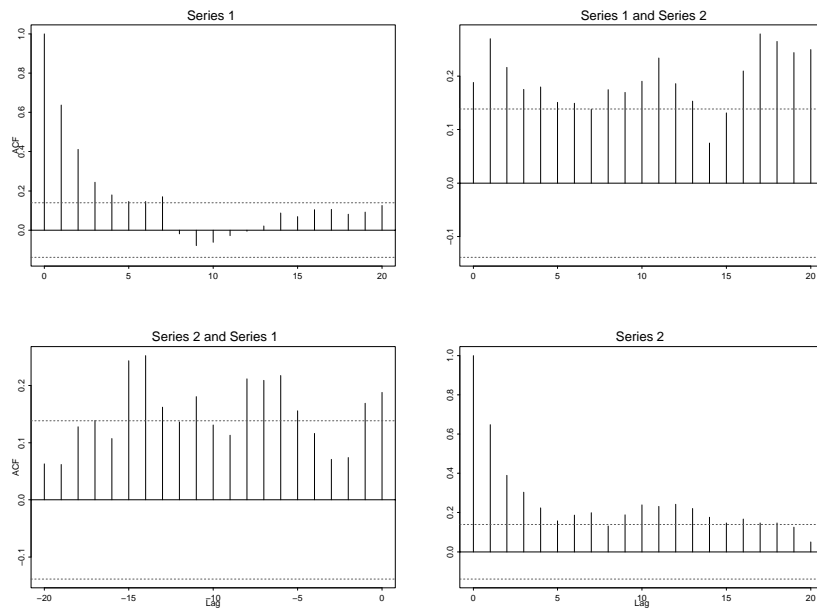 Series 1
ACF
0.0 0.2 0.4 0.6 0.8 1.0
0 5 10 15 20
Series 1 and Series 2
-0.1 0.0 0.1 0.2
0 5 10 15 20
Series 2 and Series 1
ACF
-0.1 0.0 0.1 0.2
-20 -15 -10 -5 0
Lag
Series 2
0.0 0.2 0.4 0.6 0.8 1.0
0 5 10 15 20
Lag